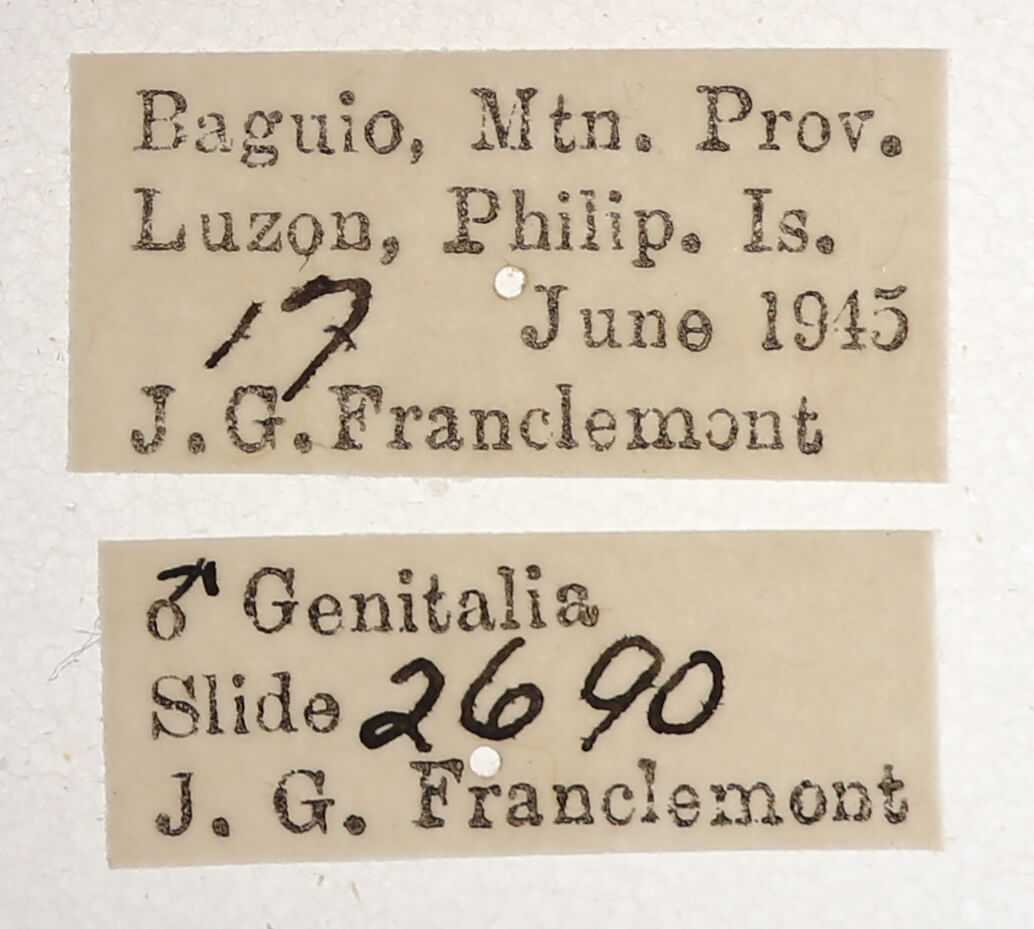 Baguio, Mtn. Prov.
Luzon, Philip. Is.
17 June 1945
J. G. Franclemont
♂ Genitalia
Slide 2690
J. G. Franclemont